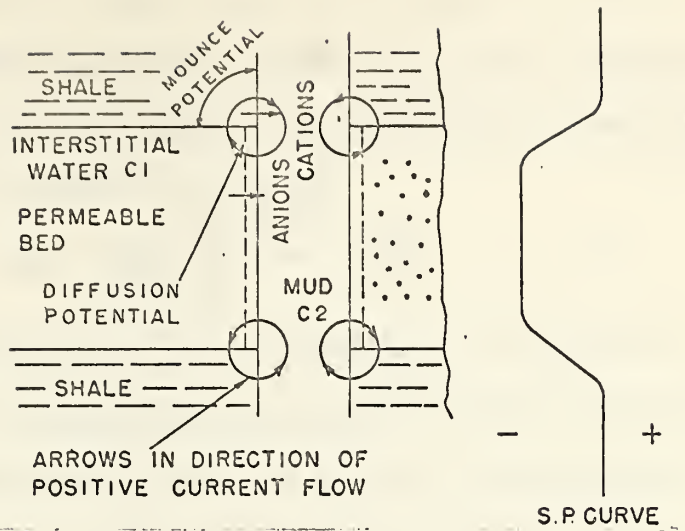 MOUNCE
POTENTIAL
SHALE
CATIONS
INTERSTITIAL
WATER C1
ANIONS
PERMEABLE
BED
DIFFUSION
POTENTIAL
MUD
C2
SHALE
- +
ARROWS IN DIRECTION OF
POSITIVE CURRENT FLOW
S.P. CURVE